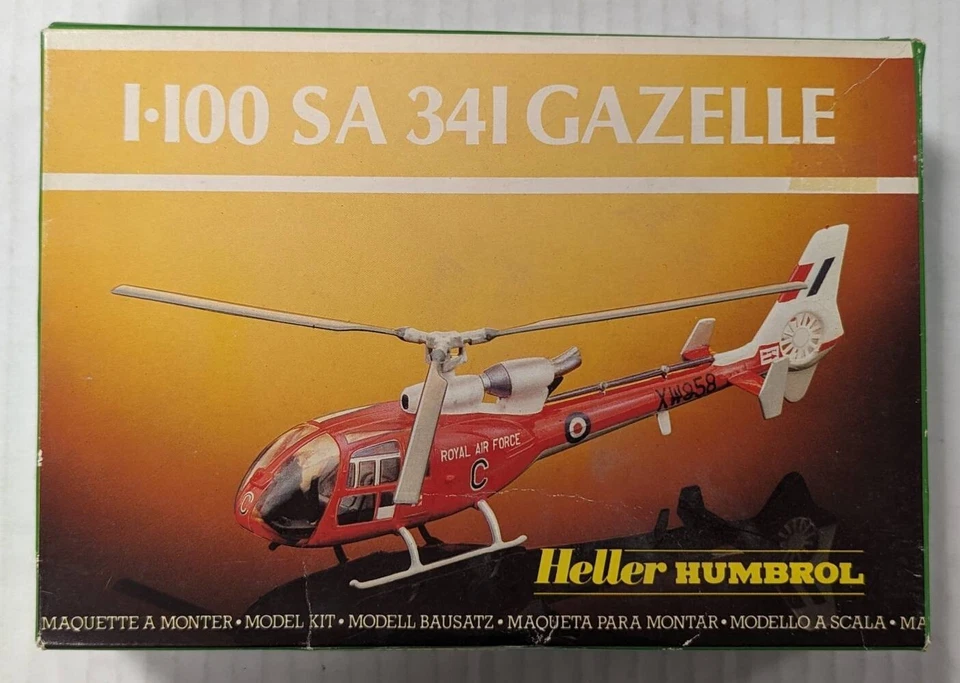 1·100 SA 341 GAZELLE
ROYAL AIR FORCE
C
C
XW858
Heller HUMBROL
MAQUETTE A MONTER • MODEL KIT • MODELL BAUSATZ • MAQUETA PARA MONTAR • MODELLO A SCALA • MA